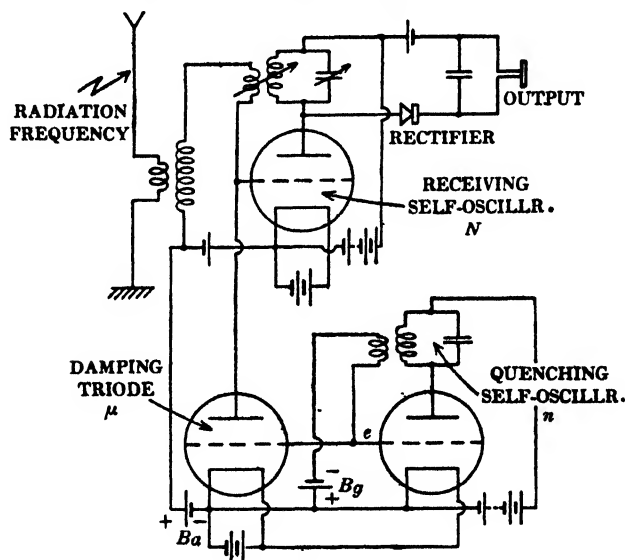 RADIATION
FREQUENCY
OUTPUT
RECTIFIER
RECEIVING
SELF-OSCILLR.
N
DAMPING
TRIODE
μ
QUENCHING
SELF-OSCILLR.
n
e
- Bg
+
+ - Ba